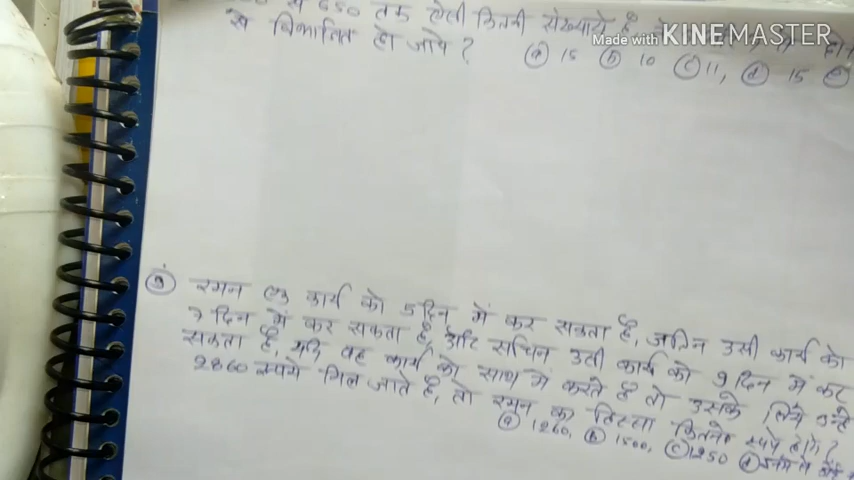 से 650 तक ऐसी कितनी संख्याये है,
से विभाजित हो जाये ?
(a) 15 (b) 10 (c) 11, (d) 15 (e)
Made with KINEMASTER
(3) रमन एक कार्य को 5 दिन में कर सकता है, जतिन उसी कार्य को
7 दिन में कर सकता है, और सचिन उसी कार्य को 9 दिन में कर
सकता है, यदि वह कार्य को साथ में करते है तो उसके लिये उन्हे
2860 रुपये मिल जाते है, तो रमन का हिस्सा कितने रुपये होगे ?
(a) 1260, (b) 1500, (c) 1250 (d) इनमे से कोई